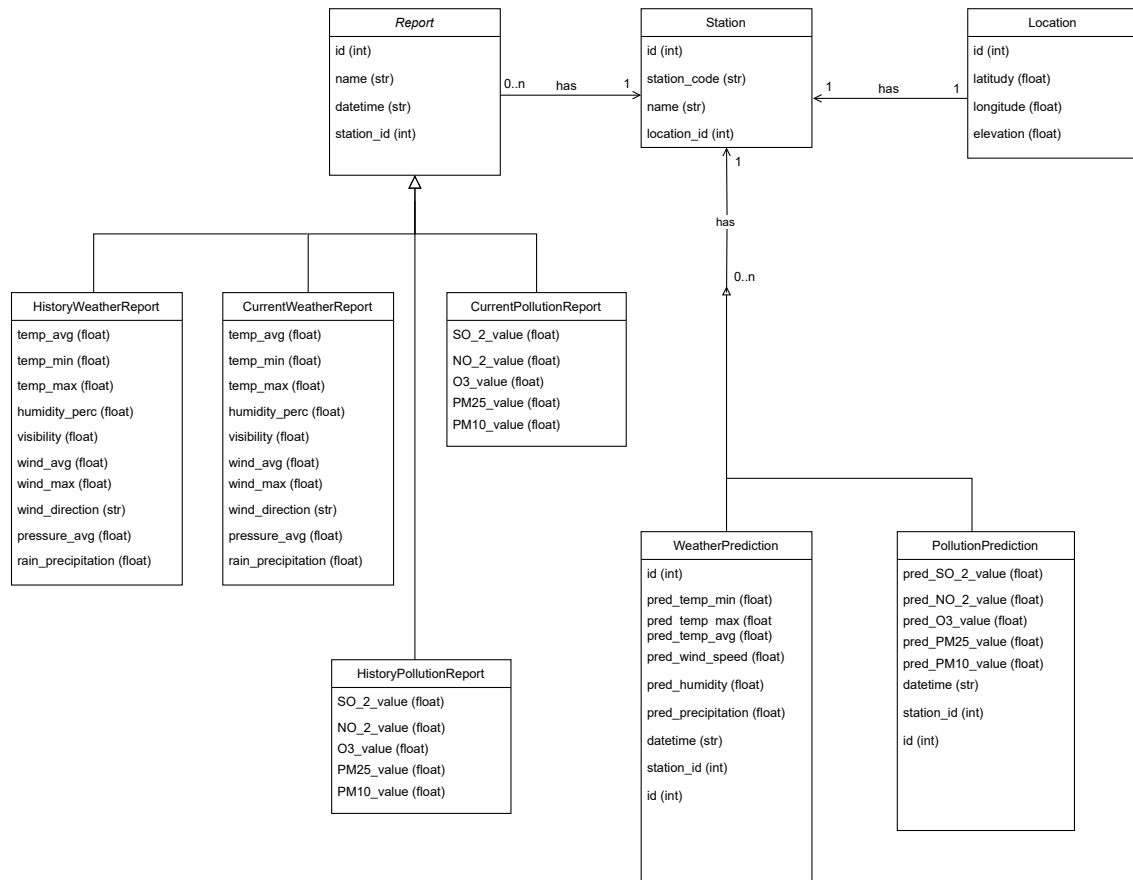 Report
id (int)
name (str)
datetime (str)
station_id (int)
0..n
has
1
Station
id (int)
station_code (str)
name (str)
location_id (int)
1
has
1
Location
id (int)
latitudy (float)
longitude (float)
elevation (float)
1
has
0..n
HistoryWeatherReport
temp_avg (float)
temp_min (float)
temp_max (float)
humidity_perc (float)
visibility (float)
wind_avg (float)
wind_max (float)
wind_direction (str)
pressure_avg (float)
rain_precipitation (float)
CurrentWeatherReport
temp_avg (float)
temp_min (float)
temp_max (float)
humidity_perc (float)
visibility (float)
wind_avg (float)
wind_max (float)
wind_direction (str)
pressure_avg (float)
rain_precipitation (float)
CurrentPollutionReport
SO_2_value (float)
NO_2_value (float)
O3_value (float)
PM25_value (float)
PM10_value (float)
HistoryPollutionReport
SO_2_value (float)
NO_2_value (float)
O3_value (float)
PM25_value (float)
PM10_value (float)
WeatherPrediction
id (int)
pred_temp_min (float)
pred_temp_max (float
pred_temp_avg (float)
pred_wind_speed (float)
pred_humidity (float)
pred_precipitation (float)
datetime (str)
station_id (int)
id (int)
PollutionPrediction
pred_SO_2_value (float)
pred_NO_2_value (float)
pred_O3_value (float)
pred_PM25_value (float)
pred_PM10_value (float)
datetime (str)
station_id (int)
id (int)